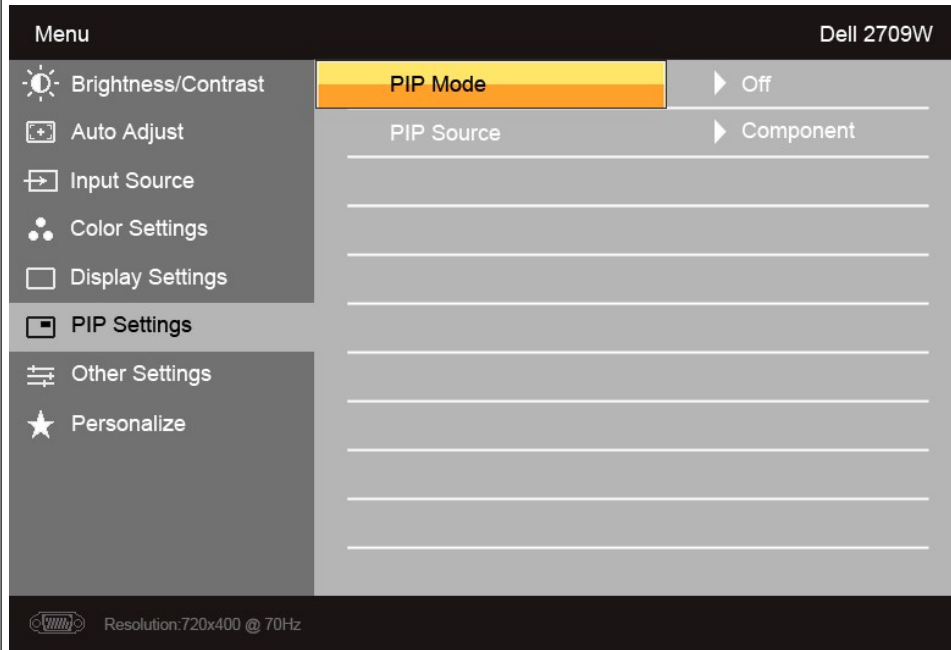 Menu Dell 2709W
Brightness/Contrast PIP Mode Off
Auto Adjust PIP Source Component
Input Source
Color Settings
Display Settings
PIP Settings
Other Settings
Personalize
Resolution:720x400 @ 70Hz